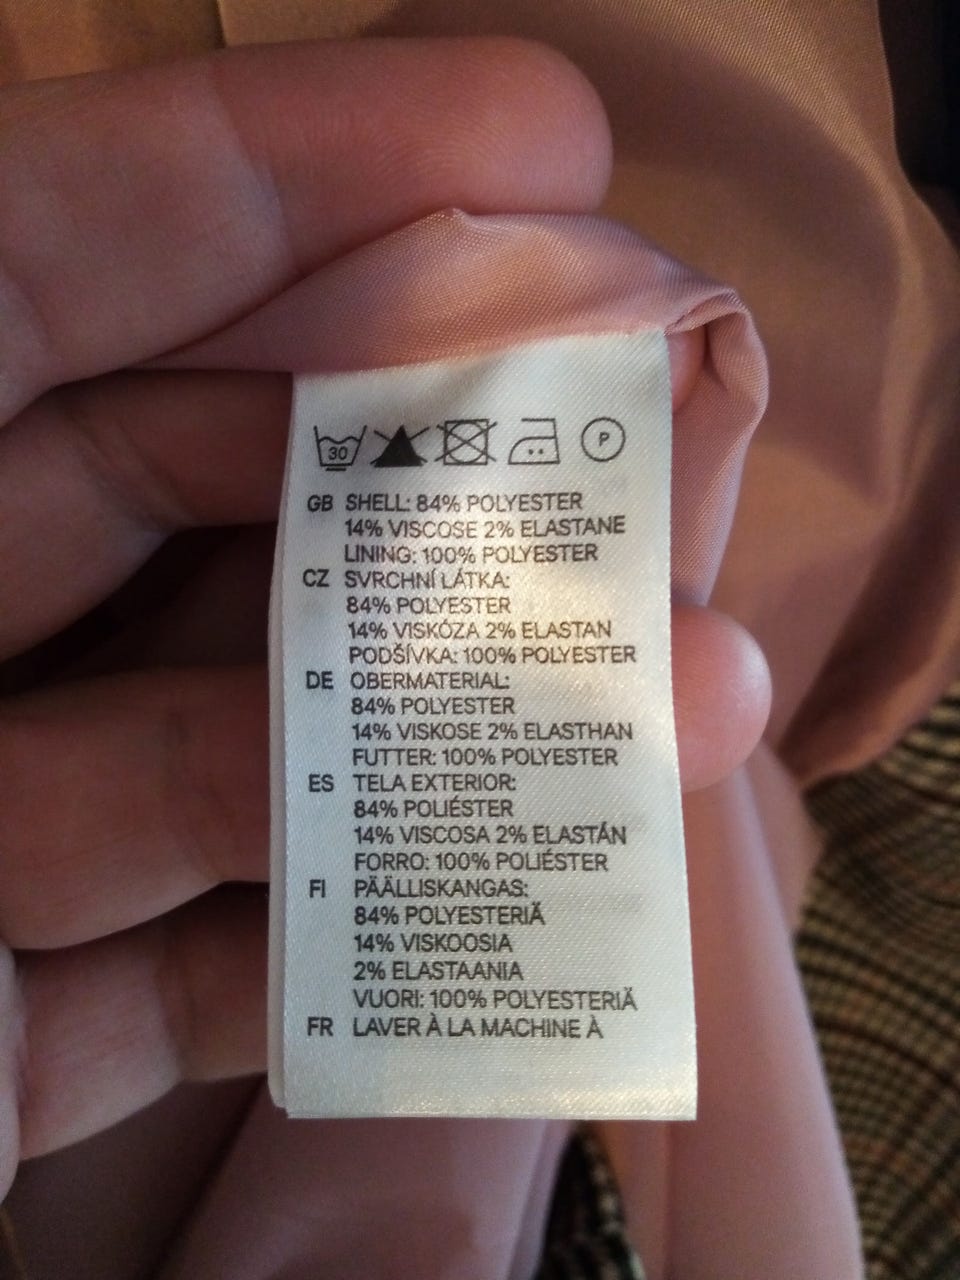 30 P
GB SHELL: 84% POLYESTER
14% VISCOSE 2% ELASTANE
LINING: 100% POLYESTER
CZ SVRCHNÍ LÁTKA:
84% POLYESTER
14% VISKÓZA 2% ELASTAN
PODŠÍVKA: 100% POLYESTER
DE OBERMATERIAL:
84% POLYESTER
14% VISKOSE 2% ELASTHAN
FUTTER: 100% POLYESTER
ES TELA EXTERIOR:
84% POLIÉSTER
14% VISCOSA 2% ELASTÁN
FORRO: 100% POLIÉSTER
FI PÄÄLLISKANGAS:
84% POLYESTERIÄ
14% VISKOOSIA
2% ELASTAANIA
VUORI: 100% POLYESTERIÄ
FR LAVER À LA MACHINE À